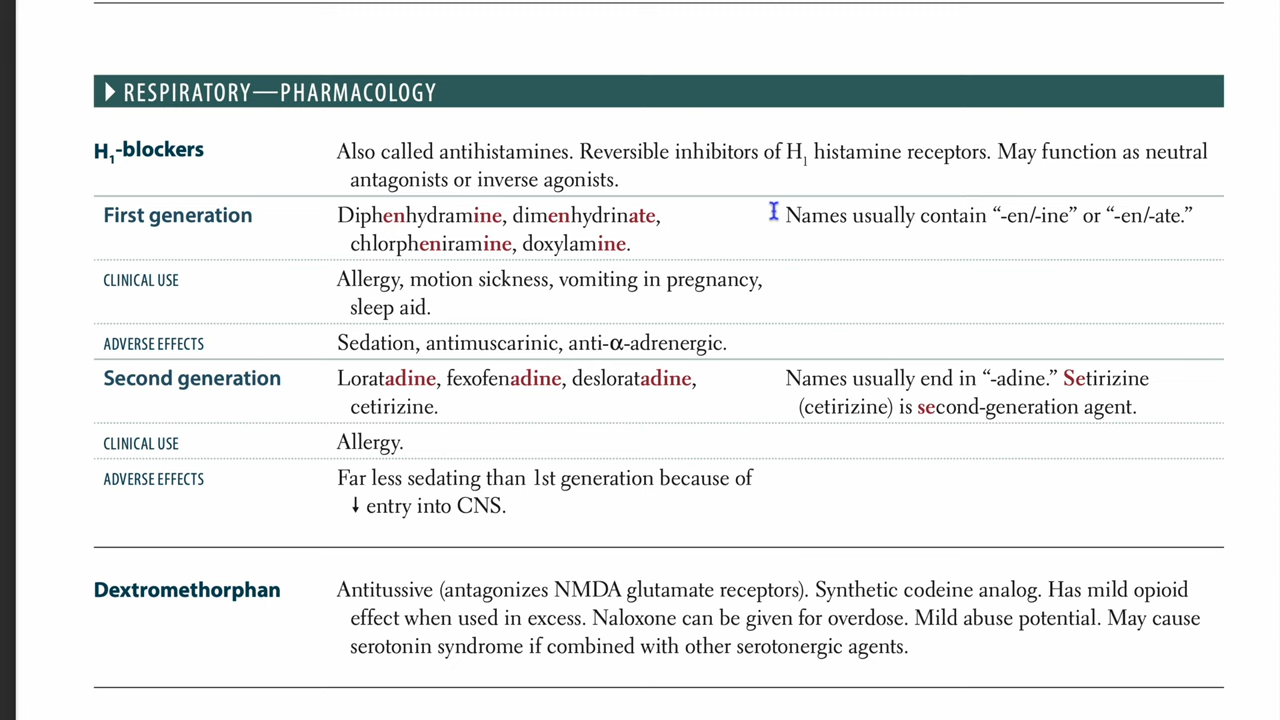 RESPIRATORY—PHARMACOLOGY
H1-blockers
Also called antihistamines. Reversible inhibitors of H1 histamine receptors. May function as neutral
antagonists or inverse agonists.
First generation
Diphenhydramine, dimenhydrinate,
chlorpheniramine, doxylamine.
Names usually contain “-en/-ine” or “-en/-ate.”
CLINICAL USE
Allergy, motion sickness, vomiting in pregnancy,
sleep aid.
ADVERSE EFFECTS
Sedation, antimuscarinic, anti-α-adrenergic.
Second generation
Loratadine, fexofenadine, desloratadine,
cetirizine.
Names usually end in “-adine.” Setirizine
(cetirizine) is second-generation agent.
CLINICAL USE
Allergy.
ADVERSE EFFECTS
Far less sedating than 1st generation because of
↓ entry into CNS.
Dextromethorphan
Antitussive (antagonizes NMDA glutamate receptors). Synthetic codeine analog. Has mild opioid
effect when used in excess. Naloxone can be given for overdose. Mild abuse potential. May cause
serotonin syndrome if combined with other serotonergic agents.